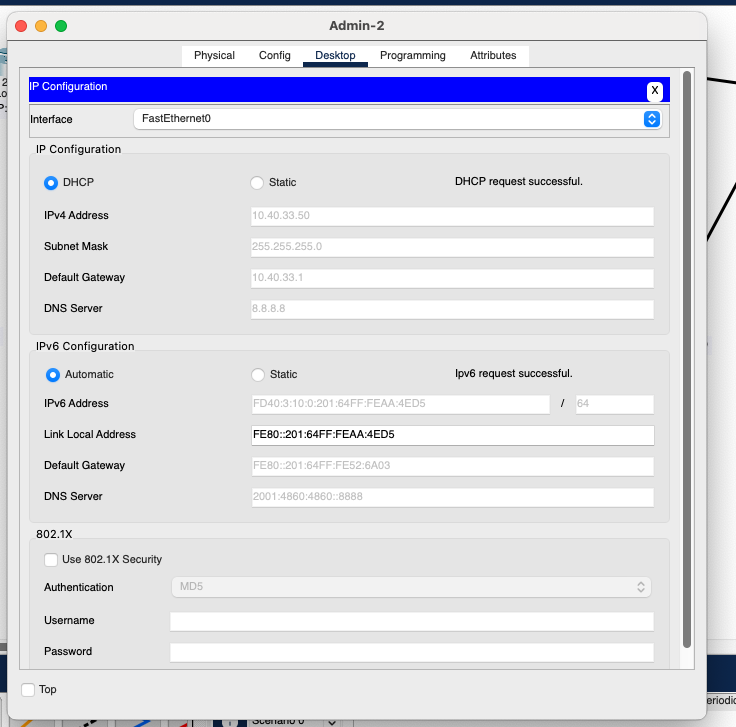 Admin-2
Physical Config Desktop Programming Attributes
IP Configuration
X
Interface FastEthernet0
IP Configuration
DHCP Static DHCP request successful.
IPv4 Address 10.40.33.50
Subnet Mask 255.255.255.0
Default Gateway 10.40.33.1
DNS Server 8.8.8.8
IPv6 Configuration
Automatic Static Ipv6 request successful.
IPv6 Address FD40:3:10:0:201:64FF:FEAA:4ED5 / 64
Link Local Address FE80::201:64FF:FEAA:4ED5
Default Gateway FE80::201:64FF:FE52:6A03
DNS Server 2001:4860:4860::8888
802.1X
Use 802.1X Security
Authentication MD5
Username
Password
Top
Scenario 0